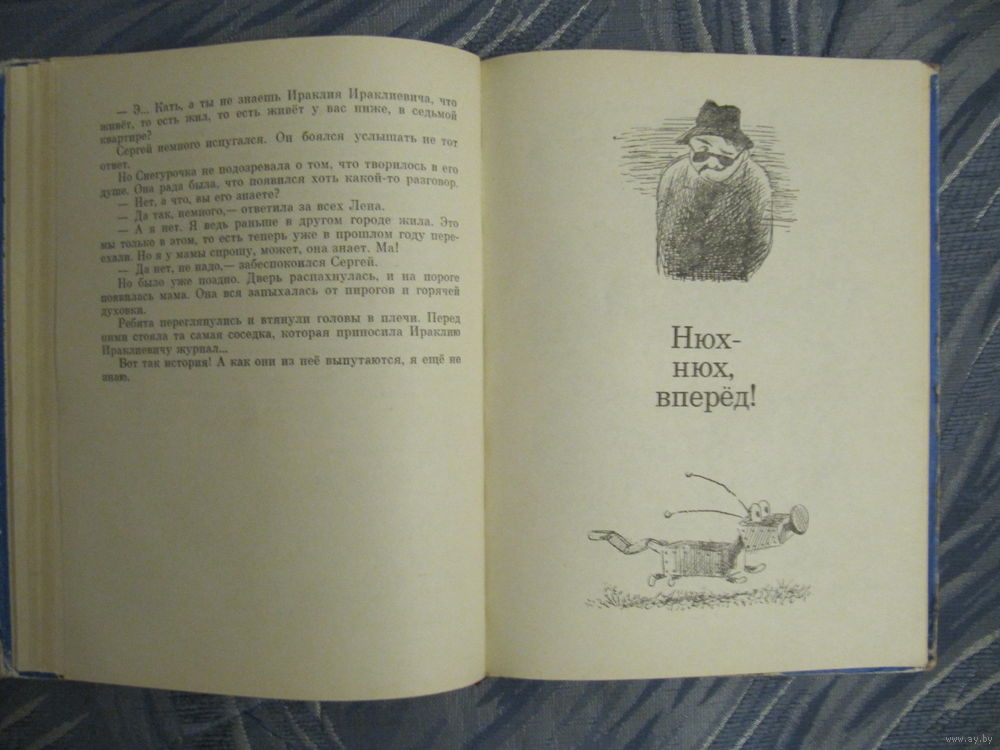 — Э... Кать, а ты не знаешь Ираклия Ираклиевича, что
живёт, то есть жил, то есть живёт у вас ниже, в седьмой
квартире?
Сергей немного испугался. Он боялся услышать не тот
ответ.
Но Снегурочка не подозревала о том, что творилось в его
душе. Она рада была, что появился хоть какой-то разговор.
— Нет, а что, вы его знаете?
— Да так, немного,— ответила за всех Лена.
— А я нет. Я ведь раньше в другом городе жила. Это
мы только в этом, то есть теперь уже в прошлом году пере-
ехали. Но я у мамы спрошу, может, она знает. Ма!
— Да нет, не надо,— забеспокоился Сергей.
Но было уже поздно. Дверь распахнулась, и на пороге
появилась мама. Она вся запыхалась от пирогов и горячей
духовки.
Ребята переглянулись и втянули головы в плечи. Перед
ними стояла та самая соседка, которая приносила Ираклию
Ираклиевичу журнал...
Вот так история! А как они из неё выпутаются, я ещё не
знаю.
Нюх-
нюх,
вперёд!
www.ay.by